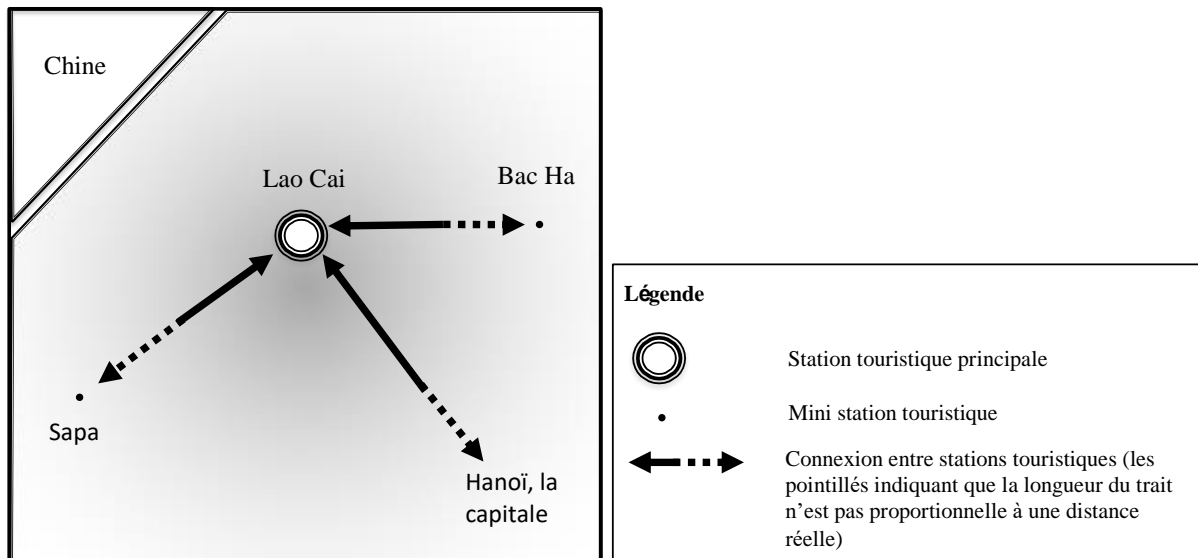 Chine
Lao Cai
Bac Ha
Sapa
Hanoï, la
capitale
Légende
Station touristique principale
Mini station touristique
Connexion entre stations touristiques (les
pointillés indiquant que la longueur du trait
n’est pas proportionnelle à une distance
réelle)